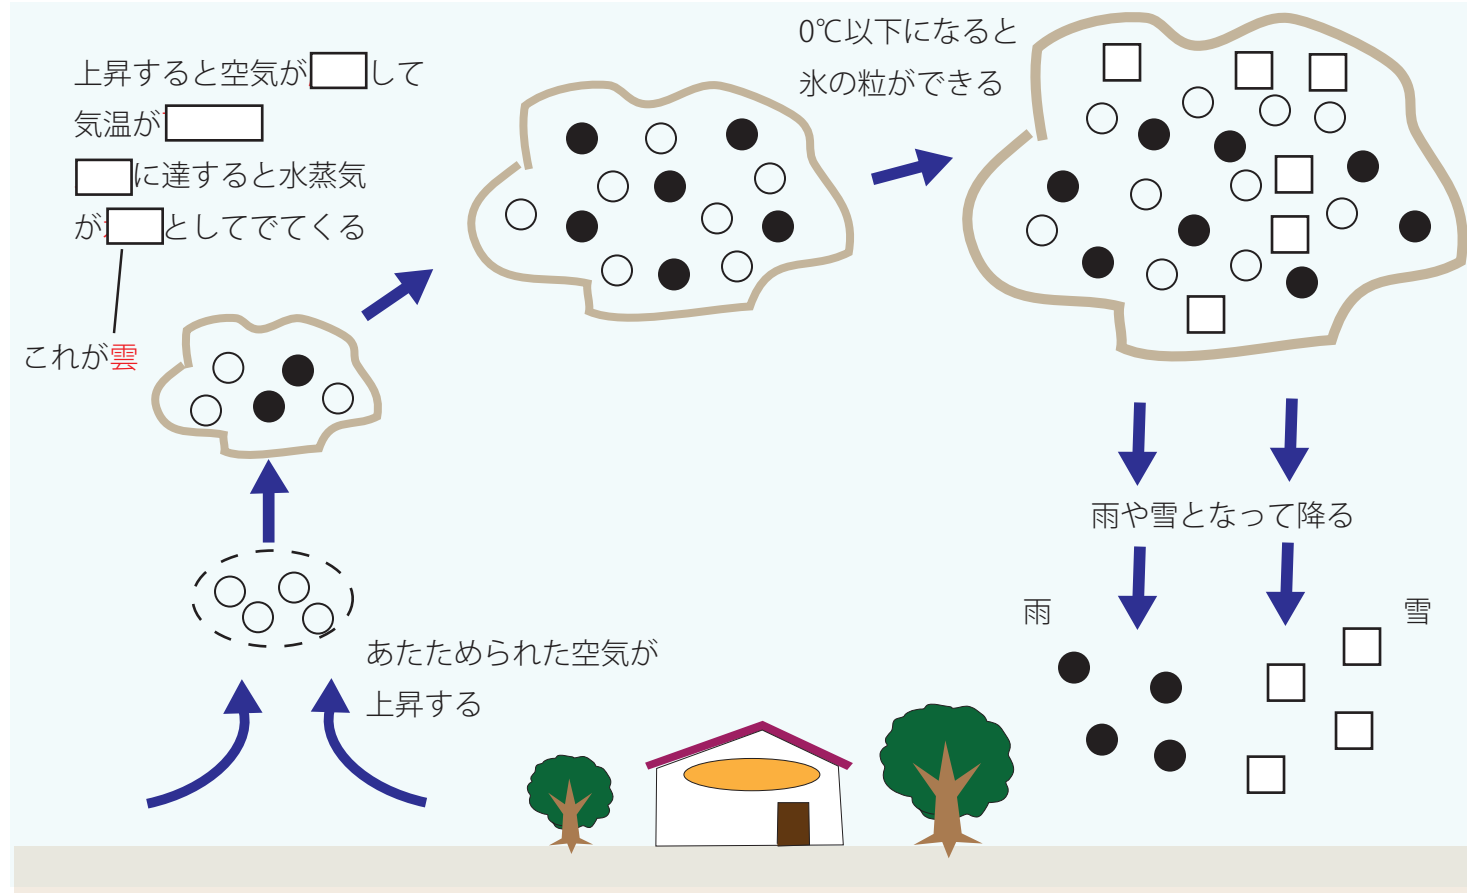 上昇すると空気が して
気温が
に達すると水蒸気
が としてでてくる
これが雲
0℃以下になると
氷の粒ができる
あたためられた空気が
上昇する
雨や雪となって降る
雨
雪